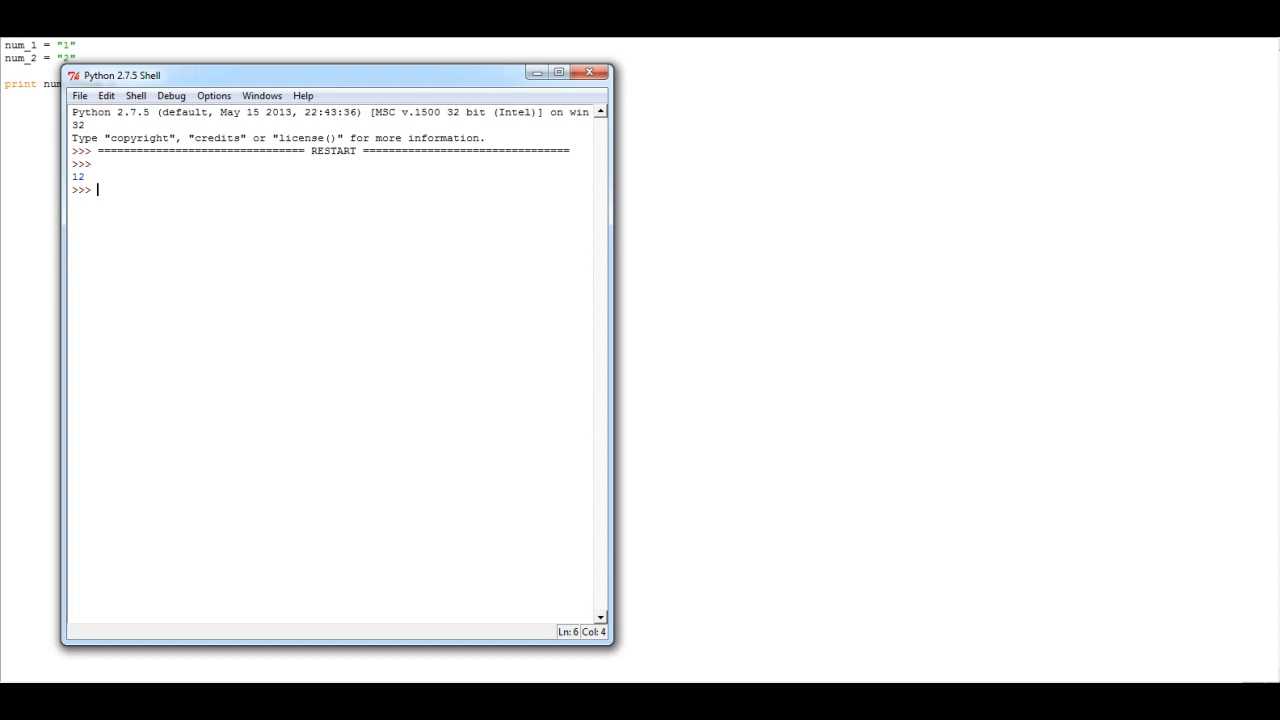 num_1 = "1"
num_2 = "2"
print num
Python 2.7.5 Shell
File Edit Shell Debug Options Windows Help
Python 2.7.5 (default, May 15 2013, 22:43:36) [MSC v.1500 32 bit (Intel)] on win
32
Type "copyright", "credits" or "license()" for more information.
>>> ================================ RESTART ================================
>>>
12
>>>
Ln: 6 Col: 4